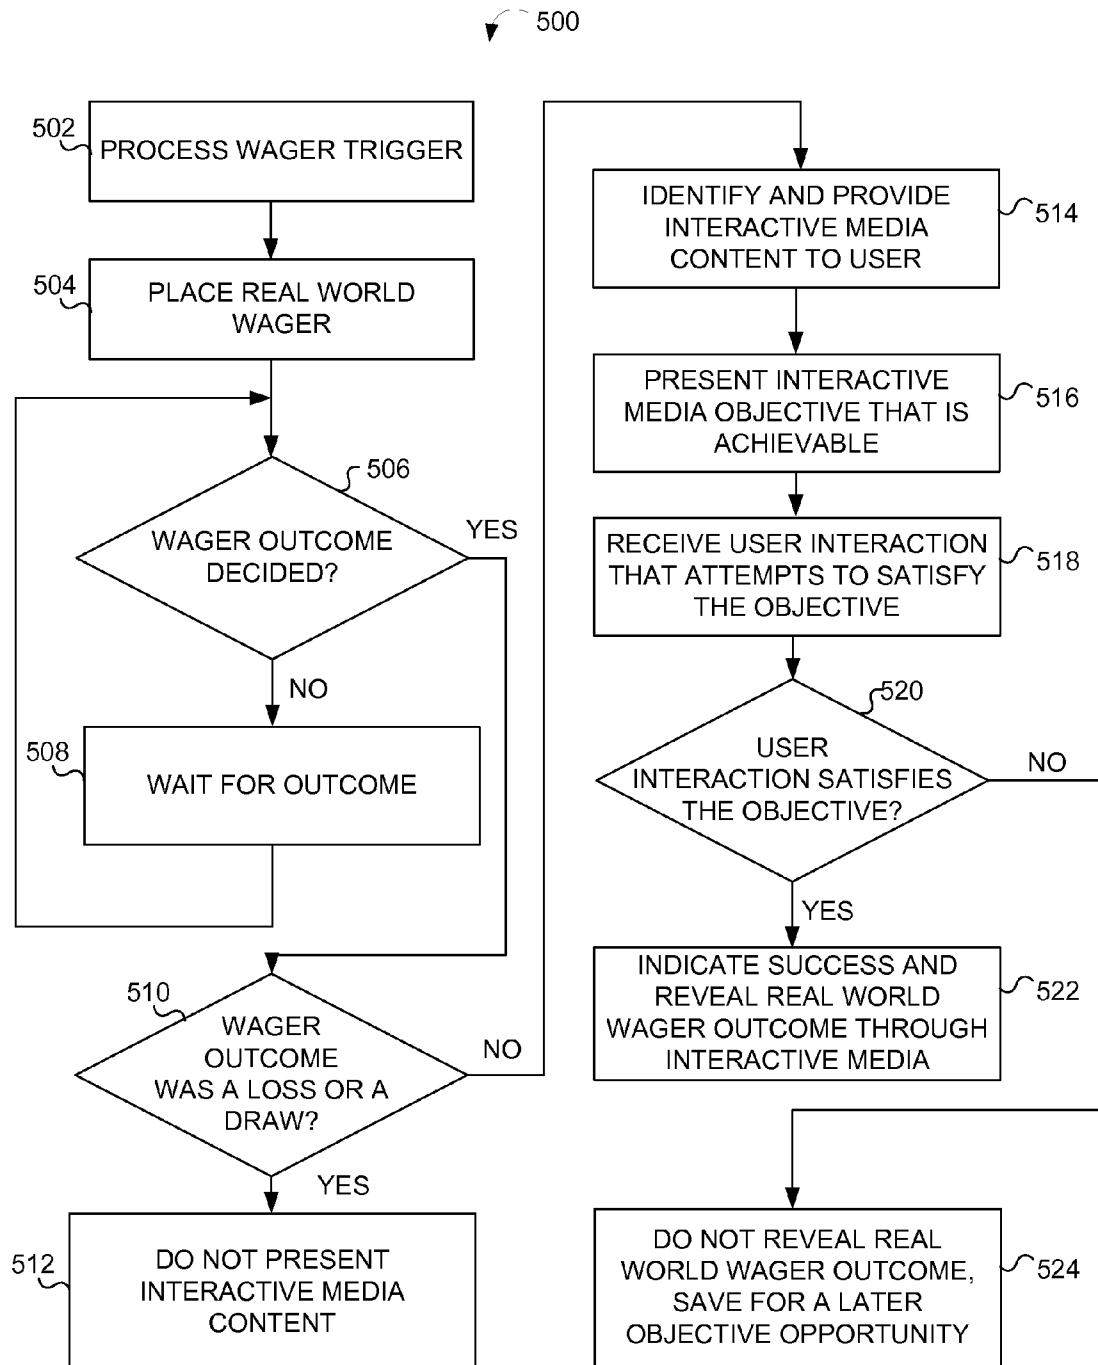 500
502
PROCESS WAGER TRIGGER
504
PLACE REAL WORLD
WAGER
506
WAGER OUTCOME
DECIDED?
YES
NO
508
WAIT FOR OUTCOME
510
WAGER
OUTCOME
WAS A LOSS OR A
DRAW?
NO
YES
512
DO NOT PRESENT
INTERACTIVE MEDIA
CONTENT
IDENTIFY AND PROVIDE
INTERACTIVE MEDIA
CONTENT TO USER
514
PRESENT INTERACTIVE
MEDIA OBJECTIVE THAT IS
ACHIEVABLE
516
RECEIVE USER INTERACTION
THAT ATTEMPTS TO SATISFY
THE OBJECTIVE
518
520
USER
INTERACTION SATISFIES
THE OBJECTIVE?
NO
YES
INDICATE SUCCESS AND
REVEAL REAL WORLD
WAGER OUTCOME THROUGH
INTERACTIVE MEDIA
522
DO NOT REVEAL REAL
WORLD WAGER OUTCOME,
SAVE FOR A LATER
OBJECTIVE OPPORTUNITY
524